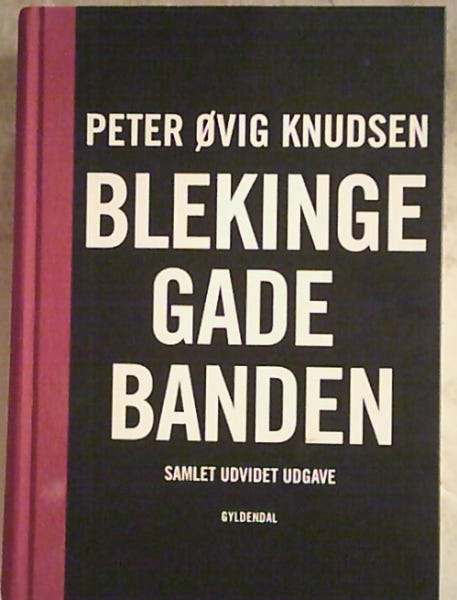 PETER ØVIG KNUDSEN
BLEKINGE
GADE
BANDEN
SAMLET UDVIDET UDGAVE
GYLDENDAL